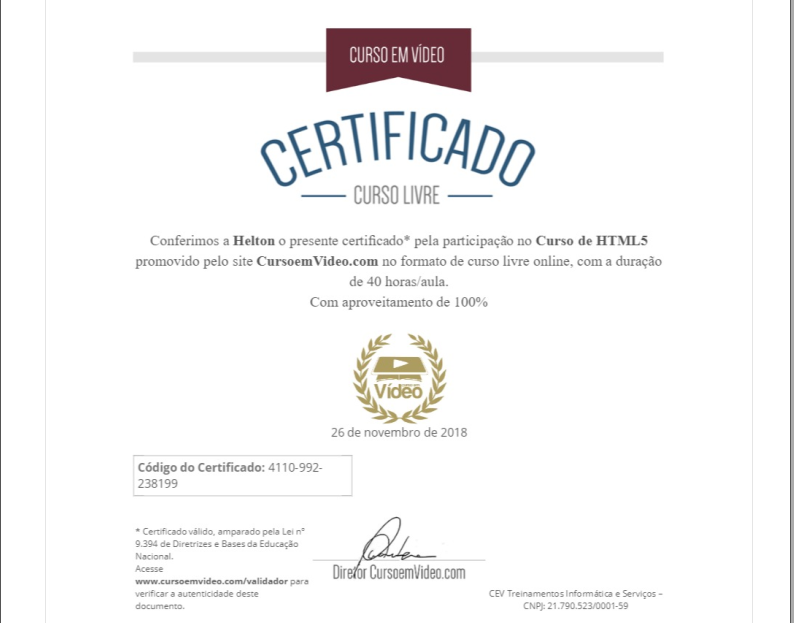 CURSO EM VÍDEO
CERTIFICADO
CURSO LIVRE
Conferimos a Helton o presente certificado* pela participação no Curso de HTML5
promovido pelo site CursoemVideo.com no formato de curso livre online, com a duração
de 40 horas/aula.
Com aproveitamento de 100%
Vídeo
26 de novembro de 2018
Código do Certificado: 4110-992-
238199
* Certificado válido, amparado pela Lei nº
9.394 de Diretrizes e Bases da Educação
Nacional.
Acesse
www.cursoemvideo.com/validador para
verificar a autenticidade deste
documento.
Diretor CursoemVideo.com
CEV Treinamentos Informática e Serviços –
CNPJ: 21.790.523/0001-59